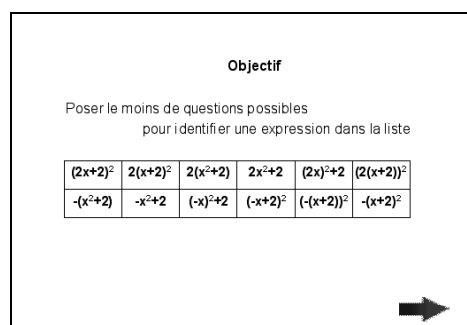 Objectif
Poser le moins de questions possibles
pour identifier une expression dans la liste
(2x+2)² 2(x+2)² 2(x²+2) 2x²+2 (2x)²+2 (2(x+2))²
-(x²+2) -x²+2 (-x)²+2 (-x+2)² (-(x+2))² -(x+2)²